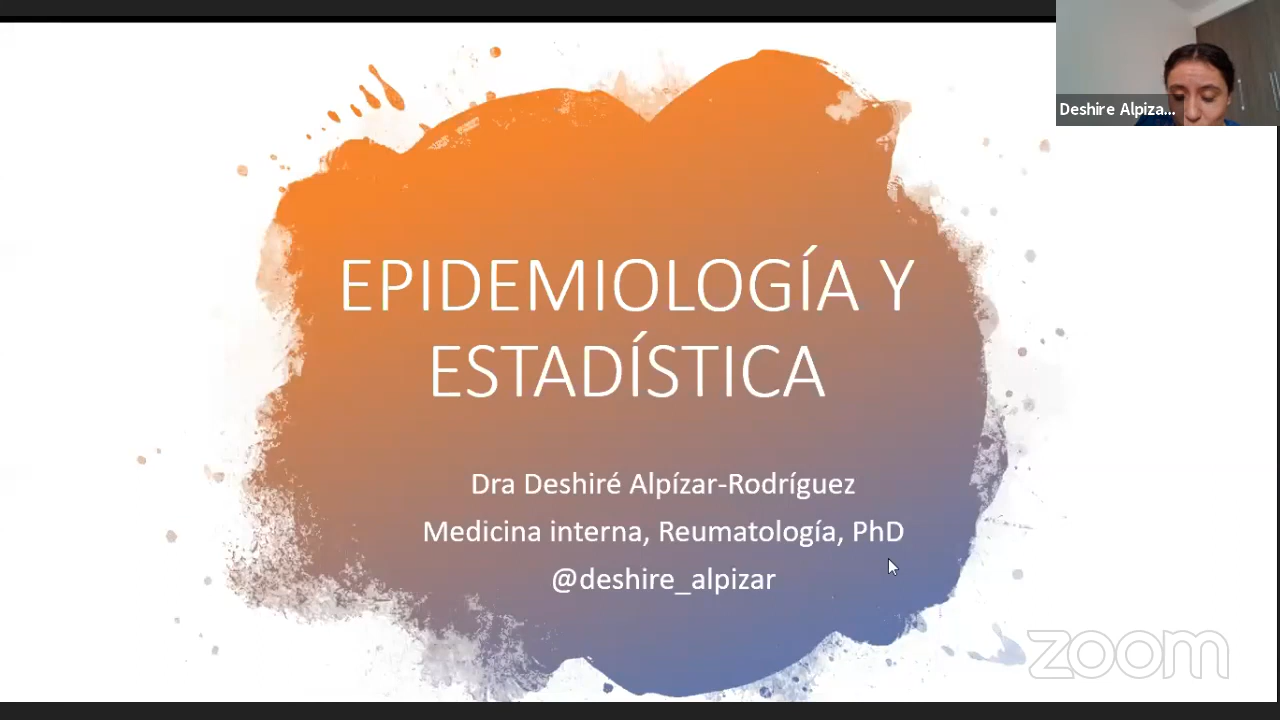 Deshire Alpiza...
EPIDEMIOLOGÍA Y
ESTADÍSTICA
Dra Deshiré Alpízar-Rodríguez
Medicina interna, Reumatología, PhD
@deshire_alpizar
zoom